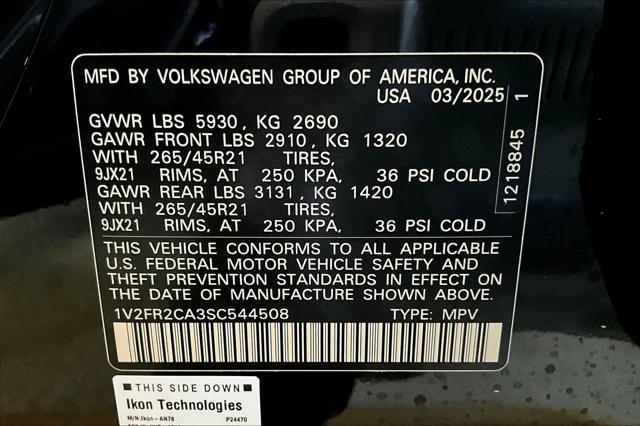 MFD BY VOLKSWAGEN GROUP OF AMERICA, INC.
USA 03/2025
GVWR LBS 5930, KG 2690
GAWR FRONT LBS 2910, KG 1320
WITH 265/45R21 TIRES,
9JX21 RIMS, AT 250 KPA, 36 PSI COLD
GAWR REAR LBS 3131, KG 1420
WITH 265/45R21 TIRES,
9JX21 RIMS, AT 250 KPA, 36 PSI COLD
THIS VEHICLE CONFORMS TO ALL APPLICABLE
U.S. FEDERAL MOTOR VEHICLE SAFETY AND
THEFT PREVENTION STANDARDS IN EFFECT ON
THE DATE OF MANUFACTURE SHOWN ABOVE.
1V2FR2CA3SC544508 TYPE: MPV
1218845 1
THIS SIDE DOWN
Ikon Technologies
M/N:Ikon-AN76 P24470